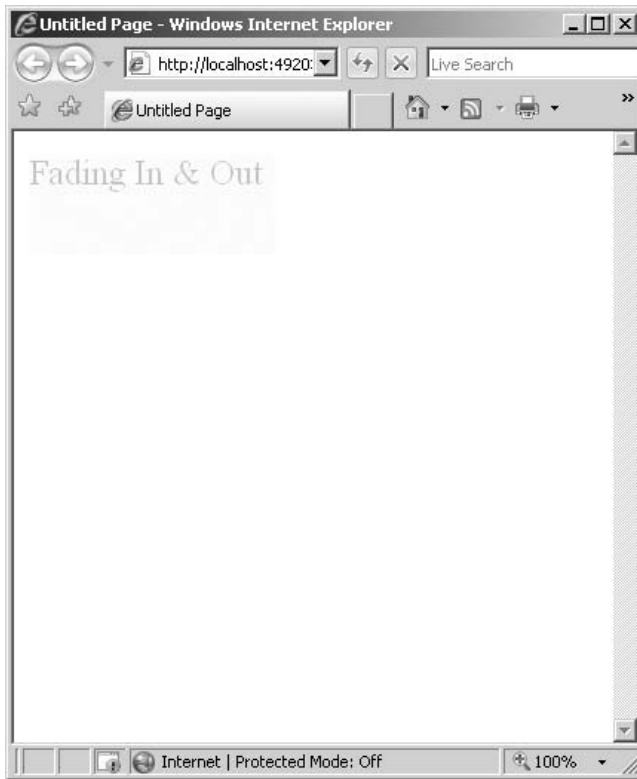 Untitled Page - Windows Internet Explorer
http://localhost:4920
Live Search
Untitled Page
Fading In & Out
Internet | Protected Mode: Off
100%